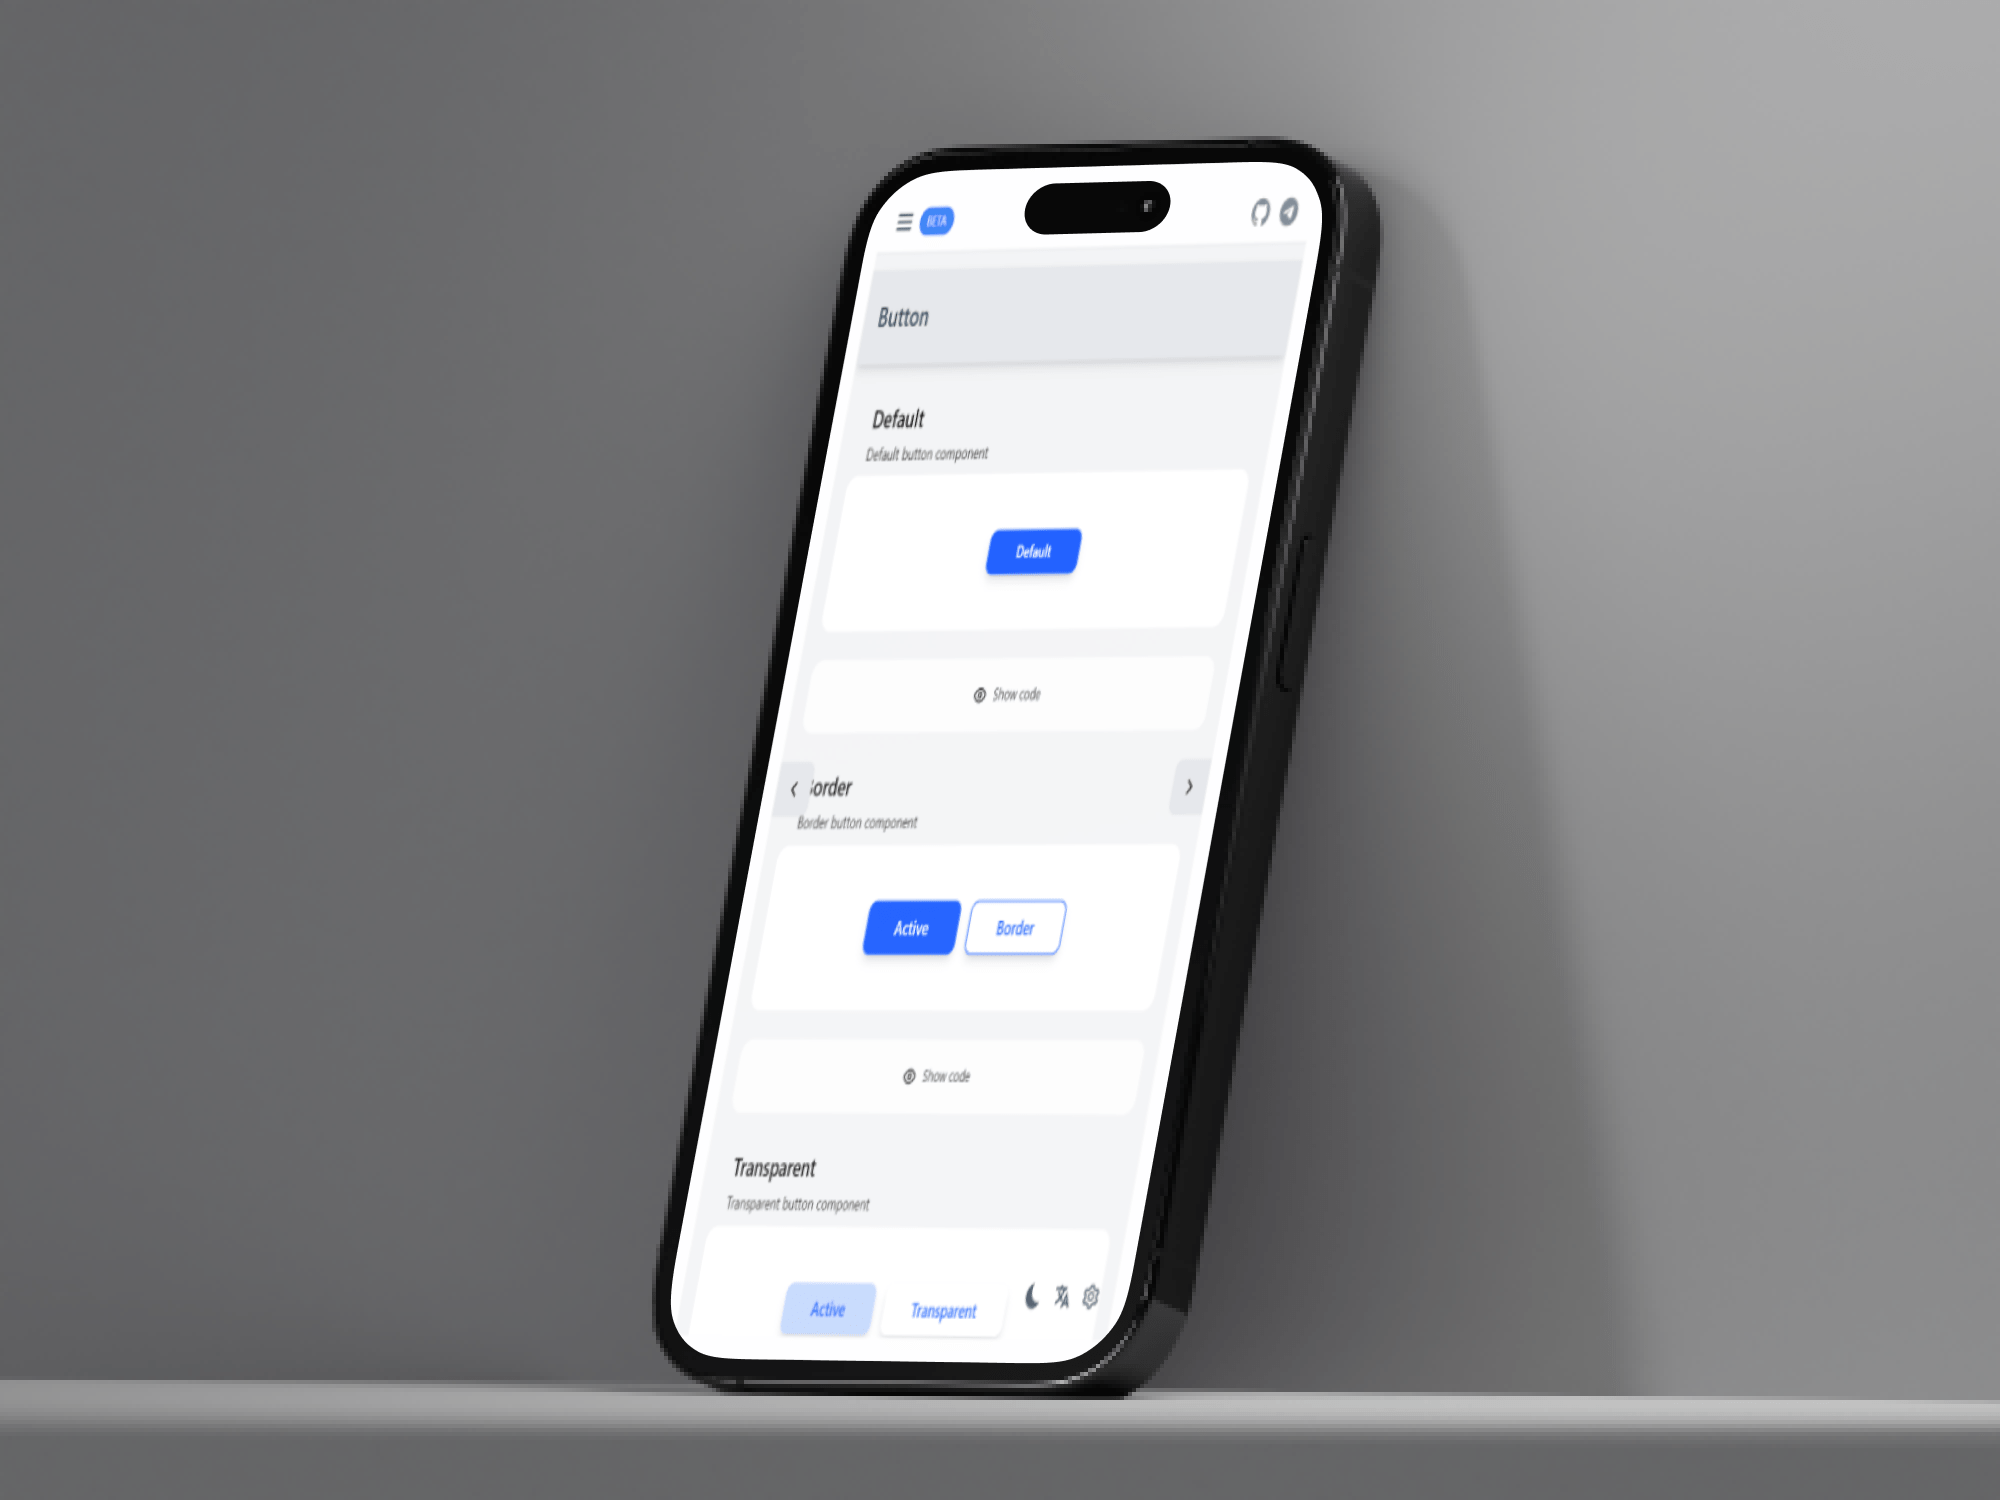 BETA
Button
Default
Default button component
Default
Show code
Border
Border button component
Active Border
Show code
Transparent
Transparent button component
Active Transparent